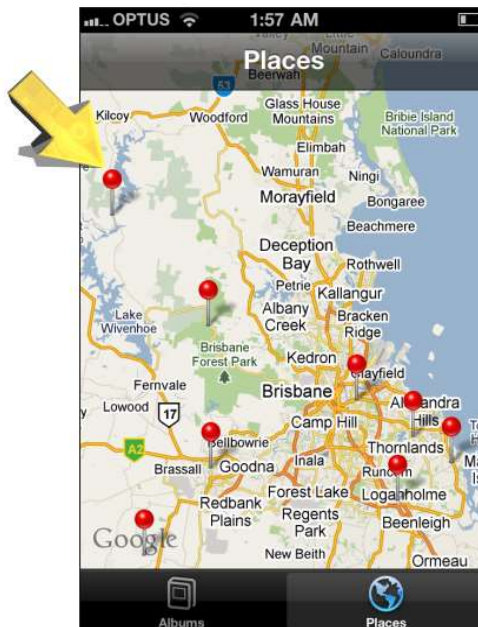 OPTUS 1:57 AM
Places
Mountain Caloundra
Beerwah
53
Kilcoy Woodford
Glass House
Mountains
Bribie Island
National Park
Elimbah
Wamuran
Ningi
Morayfield
Bongaree
Beachmere
Deception
Bay
Rothwell
Petrie
Kallangur
Albany
Creek
Bracken
Ridge
Lake
Wivenhoe
Brisbane
Forest Park
Kedron
Clayfield
Fernvale
Lowood
17
Brisbane
Hills
Camp Hill
A2
Bellbowrie
Thornlands
Brassall
Goodna
Inala
Forest Lake
Loganholme
Redbank
Plains
Regents
Park
Beenleigh
Google
New Beith
Ormeau
Albums
Places